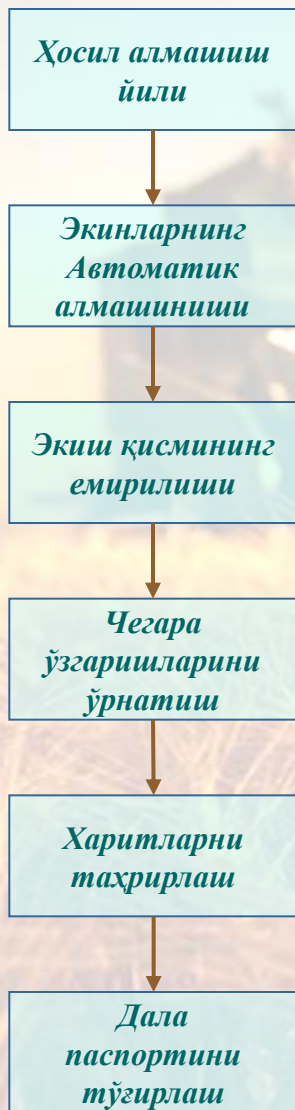 Ҳосил алмашиш
йили
Экинларнинг
Автоматик
алмашиниши
Экиш қисмининг
емирилиши
Чегара
ўзгаришларини
ўрнатиш
Харитларни
таҳрирлаш
Дала
паспортини
тўғирлаш